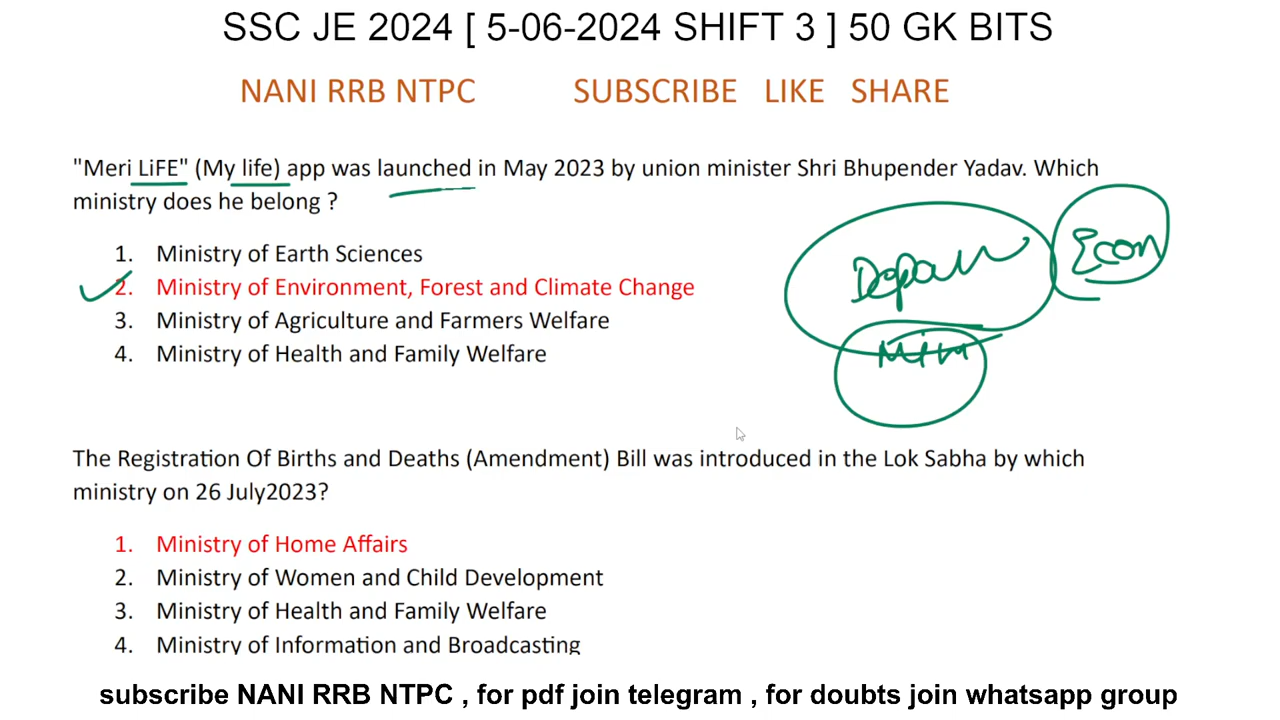 SSC JE 2024 [ 5-06-2024 SHIFT 3 ] 50 GK BITS
NANI RRB NTPC SUBSCRIBE LIKE SHARE
"Meri LiFE" (My life) app was launched in May 2023 by union minister Shri Bhupender Yadav. Which
ministry does he belong ?
1. Ministry of Earth Sciences
2. Ministry of Environment, Forest and Climate Change
3. Ministry of Agriculture and Farmers Welfare
4. Ministry of Health and Family Welfare
Econ
The Registration Of Births and Deaths (Amendment) Bill was introduced in the Lok Sabha by which
ministry on 26 July2023?
1. Ministry of Home Affairs
2. Ministry of Women and Child Development
3. Ministry of Health and Family Welfare
4. Ministry of Information and Broadcasting
subscribe NANI RRB NTPC , for pdf join telegram , for doubts join whatsapp group